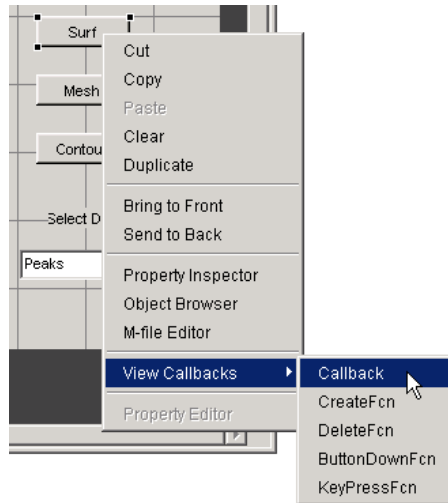 Surf
Mesh
Contou
Select D
Peaks
Cut
Copy
Paste
Clear
Duplicate
Bring to Front
Send to Back
Property Inspector
Object Browser
M-file Editor
View Callbacks
Property Editor
Callback
CreateFcn
DeleteFcn
ButtonDownFcn
KeyPressFcn